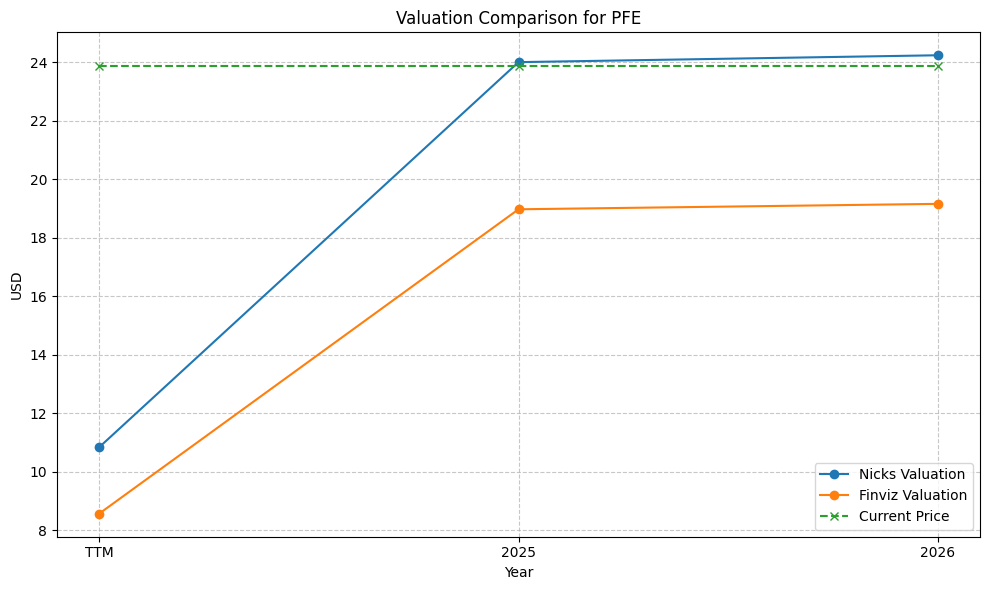 Valuation Comparison for PFE
USD
24
22
20
18
16
14
12
10
8
TTM
2025
2026
Year
Nicks Valuation
Finviz Valuation
Current Price